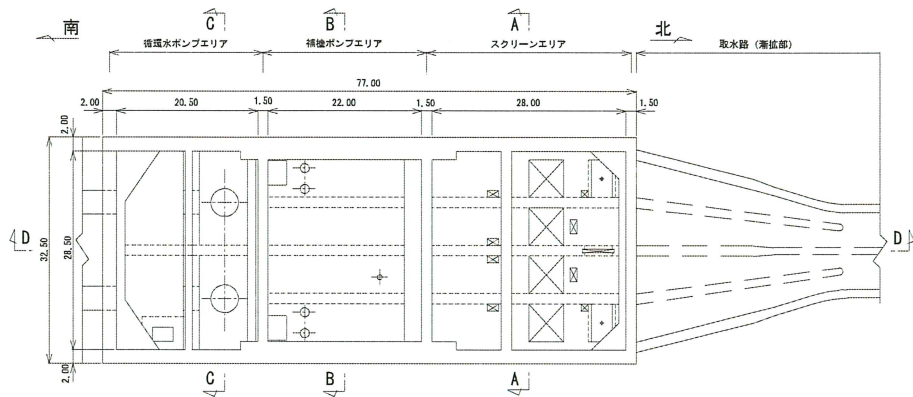 南
C
B
A
北
循環水ポンプエリア
補機ポンプエリア
スクリーンエリア
取水路（漸拡部）
77.00
2.00
20.50
1.50
22.00
1.50
28.00
1.50
2.00
32.50
28.50
2.00
D
D
C
B
A